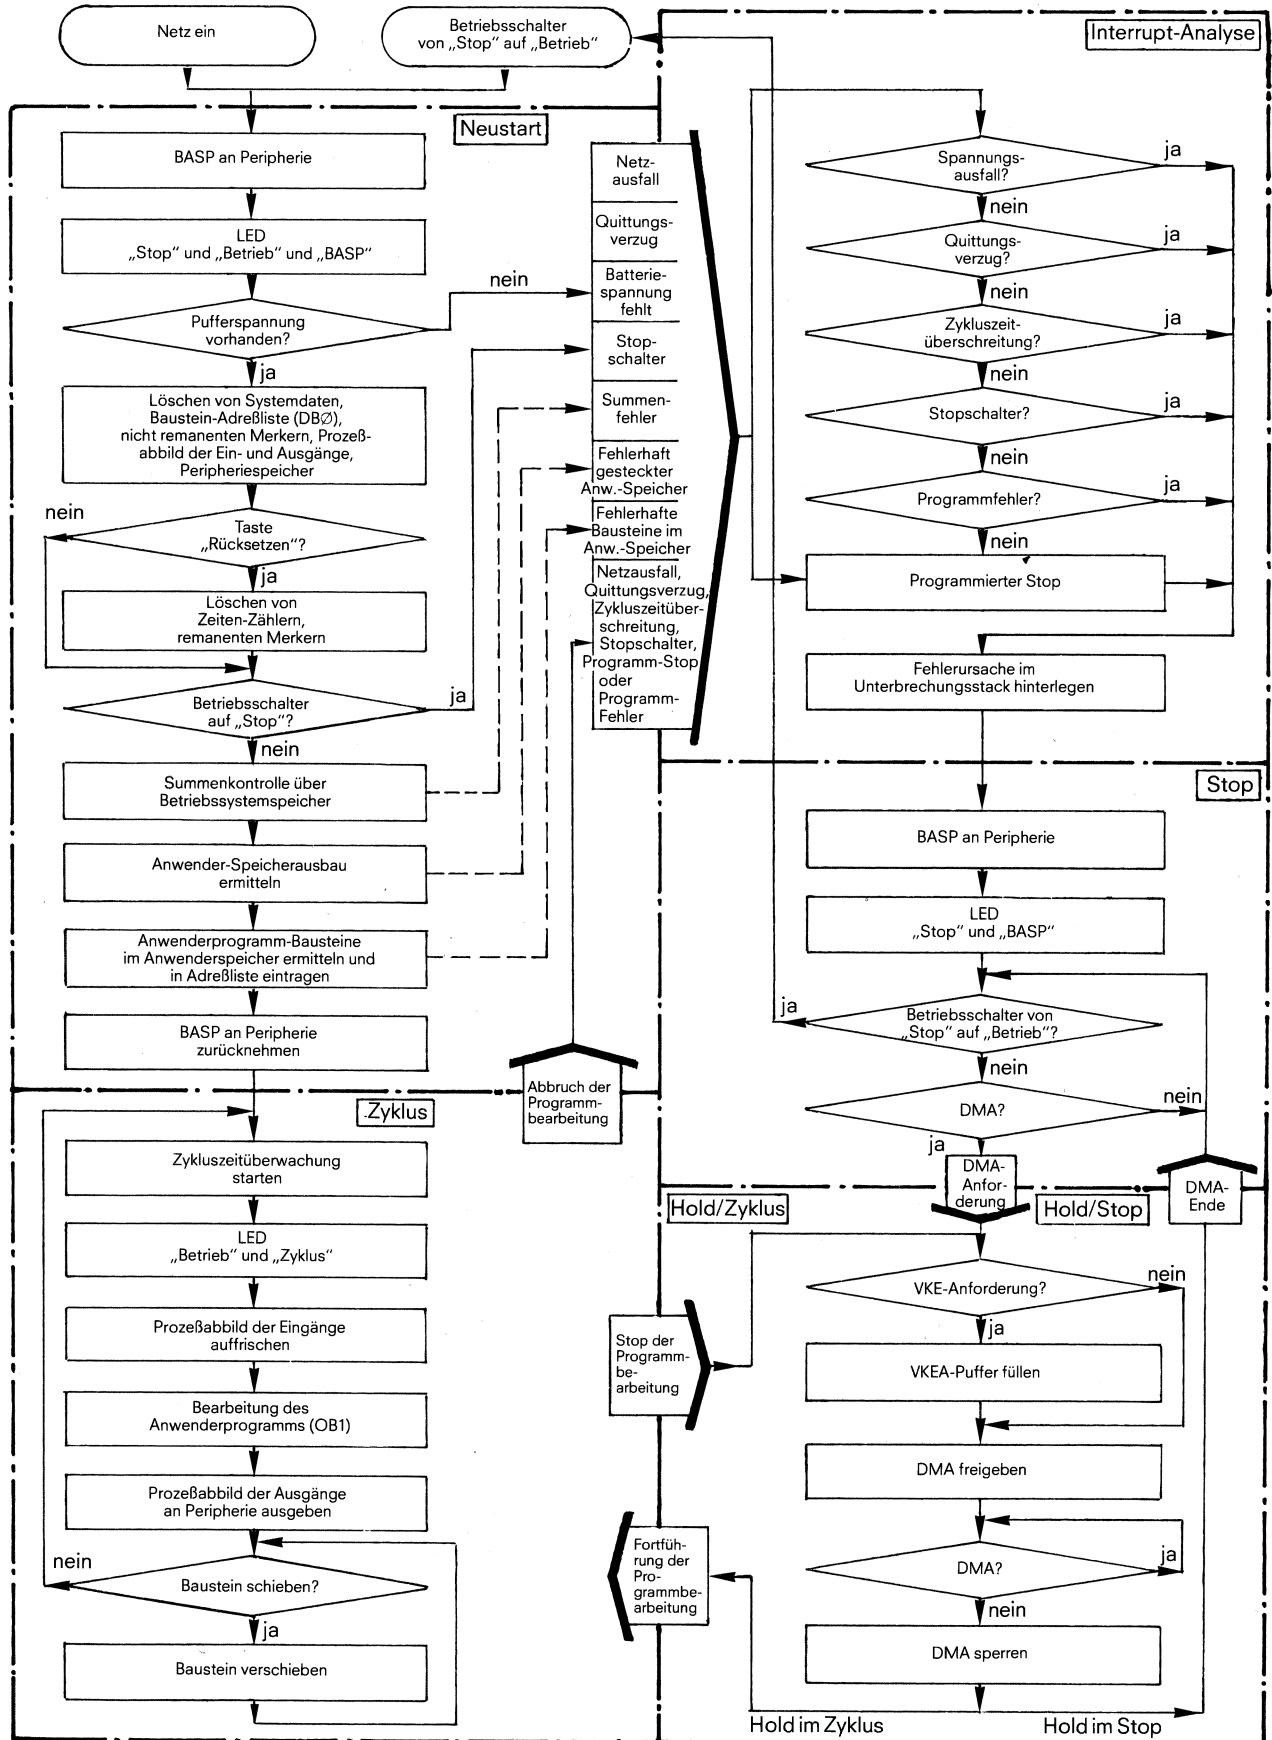 Netz ein
Betriebsschalter
von „Stop“ auf „Betrieb“
Neustart
BASP an Peripherie
LED
„Stop“ und „Betrieb“ und „BASP“
Pufferspannung
vorhanden?
nein
ja
Löschen von Systemdaten,
Baustein-Adreßliste (DBØ),
nicht remanenten Merkern, Prozeß-
abbild der Ein- und Ausgänge,
Peripheriespeicher
nein
Taste
„Rücksetzen“?
ja
Löschen von
Zeiten-Zählern,
remanenten Merkern
Betriebsschalter
auf „Stop“?
ja
nein
Summenkontrolle über
Betriebssystemspeicher
Anwender-Speicherausbau
ermitteln
Anwenderprogramm-Bausteine
im Anwenderspeicher ermitteln und
in Adreßliste eintragen
BASP an Peripherie
zurücknehmen
Netz-
ausfall
Quittungs-
verzug
Batterie-
spannung
fehlt
Stop-
schalter
Summen-
fehler
Fehlerhaft
gesteckter
Anw.-Speicher
Fehlerhafte
Bausteine im
Anw.-Speicher
Netzausfall,
Quittungsverzug,
Zykluszeitüber-
schreitung,
Stopschalter,
Programm-Stop
oder
Programm-
Fehler
Abbruch der
Programm-
bearbeitung
Zyklus
Zykluszeitüberwachung
starten
LED
„Betrieb“ und „Zyklus“
Prozeßabbild der Eingänge
auffrischen
Bearbeitung des
Anwenderprogramms (OB1)
Prozeßabbild der Ausgänge
an Peripherie ausgeben
nein
Baustein schieben?
ja
Baustein verschieben
Interrupt-Analyse
Spannungs-
ausfall?
ja
nein
Quittungs-
verzug?
ja
nein
Zykluszeit-
überschreitung?
ja
nein
Stopschalter?
ja
nein
Programmfehler?
ja
nein
Programmierter Stop
Fehlerursache im
Unterbrechungsstack hinterlegen
Stop
BASP an Peripherie
LED
„Stop“ und „BASP“
ja
Betriebsschalter von
„Stop“ auf „Betrieb“?
nein
DMA?
nein
ja
DMA-
Anfor-
derung
DMA-
Ende
Hold/Zyklus
Hold/Stop
VKE-Anforderung?
nein
ja
Stop der
Programm-
be-
arbeitung
VKEA-Puffer füllen
DMA freigeben
Fortfüh-
rung der
Pro-
grammbe-
arbeitung
DMA?
ja
nein
DMA sperren
Hold im Zyklus
Hold im Stop